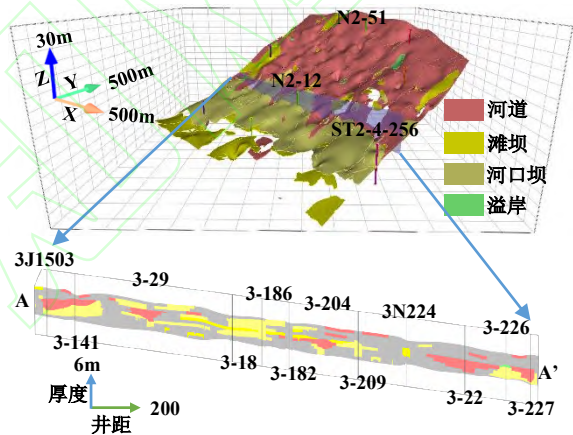 N2-51
30m
Z
Y
500m
X
500m
N2-12
ST2-4-256
河道
滩坝
河口坝
溢岸
3J1503
3-29
3-186
3-204
3N224
3-226
A
A’
3-141
3-18
3-182
3-209
3-22
3-227
6m
厚度
200
井距